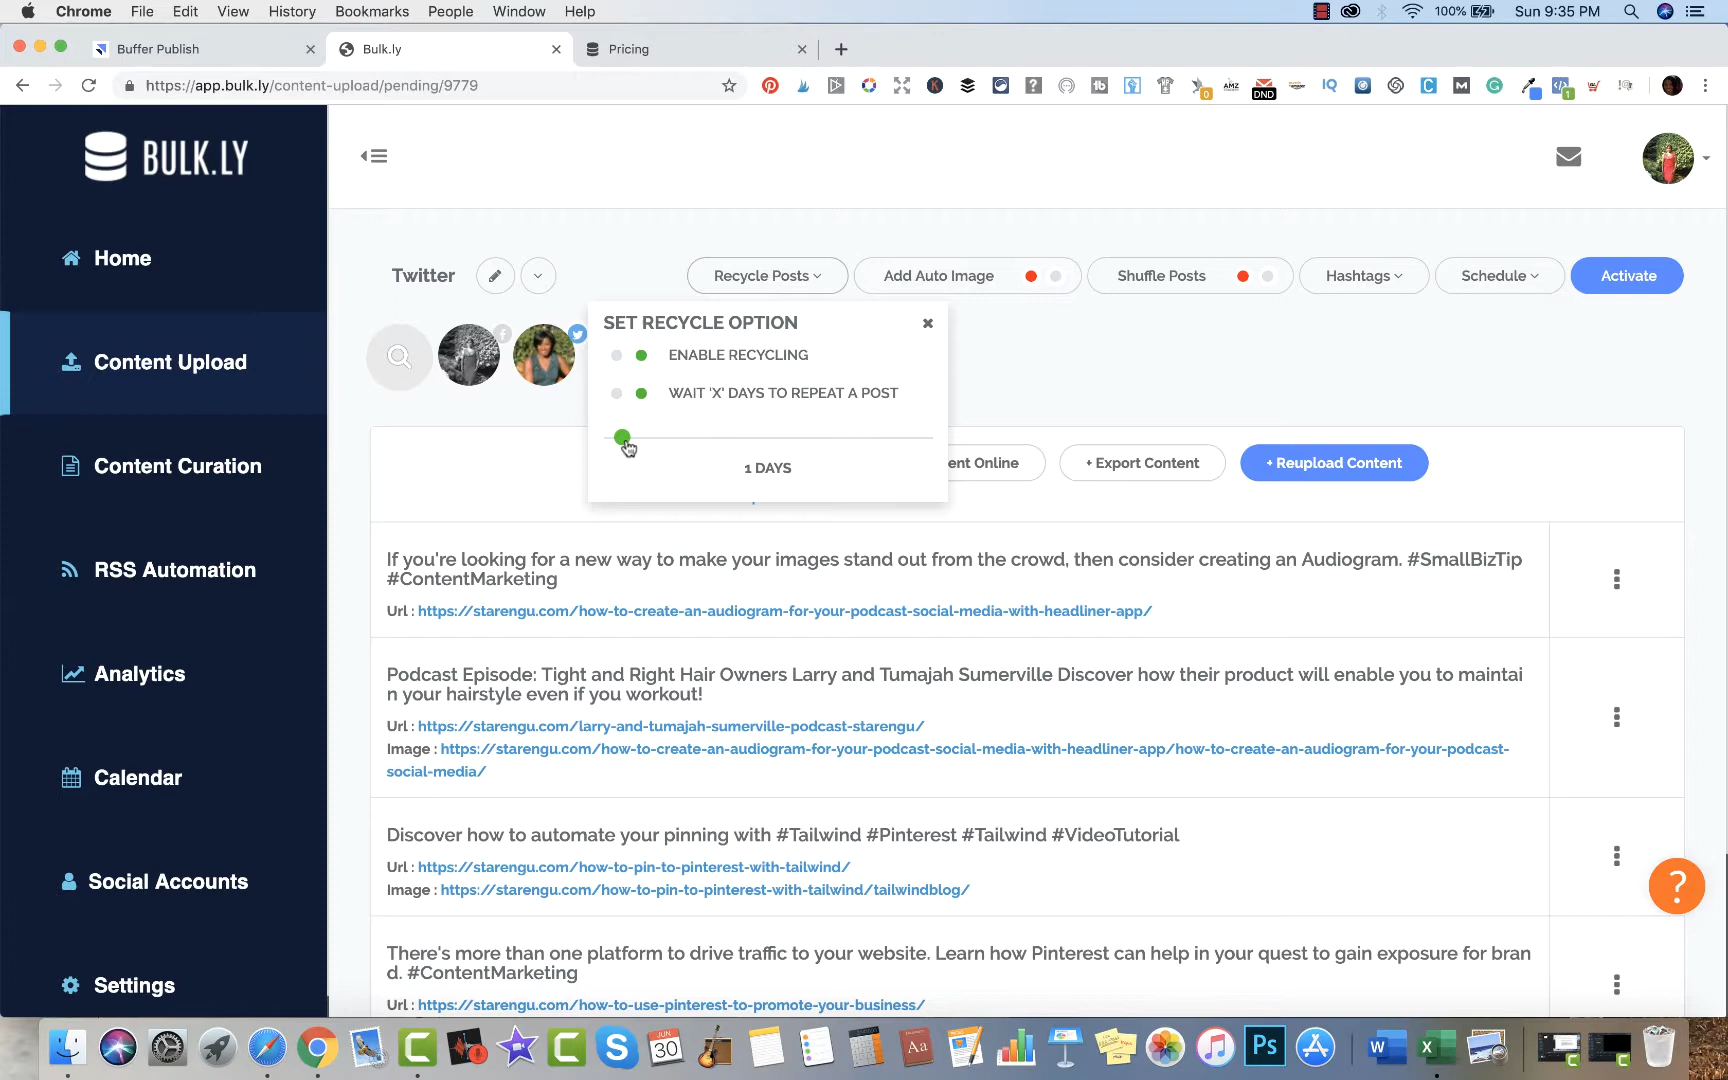 Chrome File Edit View History Bookmarks People Window Help 100% Sun 9:35 PM
Buffer Publish Bulk.ly Pricing
https://app.bulk.ly/content-upload/pending/9779
BULK.LY
Home
Content Upload
Content Curation
RSS Automation
Analytics
Calendar
Social Accounts
Settings
Twitter Recycle Posts Add Auto Image Shuffle Posts Hashtags Schedule Activate
SET RECYCLE OPTION
ENABLE RECYCLING
WAIT 'X' DAYS TO REPEAT A POST
1 DAYS
ent Online + Export Content + Reupload Content
If you're looking for a new way to make your images stand out from the crowd, then consider creating an Audiogram. #SmallBizTip
#ContentMarketing
Url : https://starengu.com/how-to-create-an-audiogram-for-your-podcast-social-media-with-headliner-app/
Podcast Episode: Tight and Right Hair Owners Larry and Tumajah Sumerville Discover how their product will enable you to maintai
n your hairstyle even if you workout!
Url : https://starengu.com/larry-and-tumajah-sumerville-podcast-starengu/
Image : https://starengu.com/how-to-create-an-audiogram-for-your-podcast-social-media-with-headliner-app/how-to-create-an-audiogram-for-your-podcast-
social-media/
Discover how to automate your pinning with #Tailwind #Pinterest #Tailwind #VideoTutorial
Url : https://starengu.com/how-to-pin-to-pinterest-with-tailwind/
Image : https://starengu.com/how-to-pin-to-pinterest-with-tailwind/tailwindblog/
There's more than one platform to drive traffic to your website. Learn how Pinterest can help in your quest to gain exposure for bran
d. #ContentMarketing
Url : https://starengu.com/how-to-use-pinterest-to-promote-your-business/
?
JUN
30
Aa
Ps